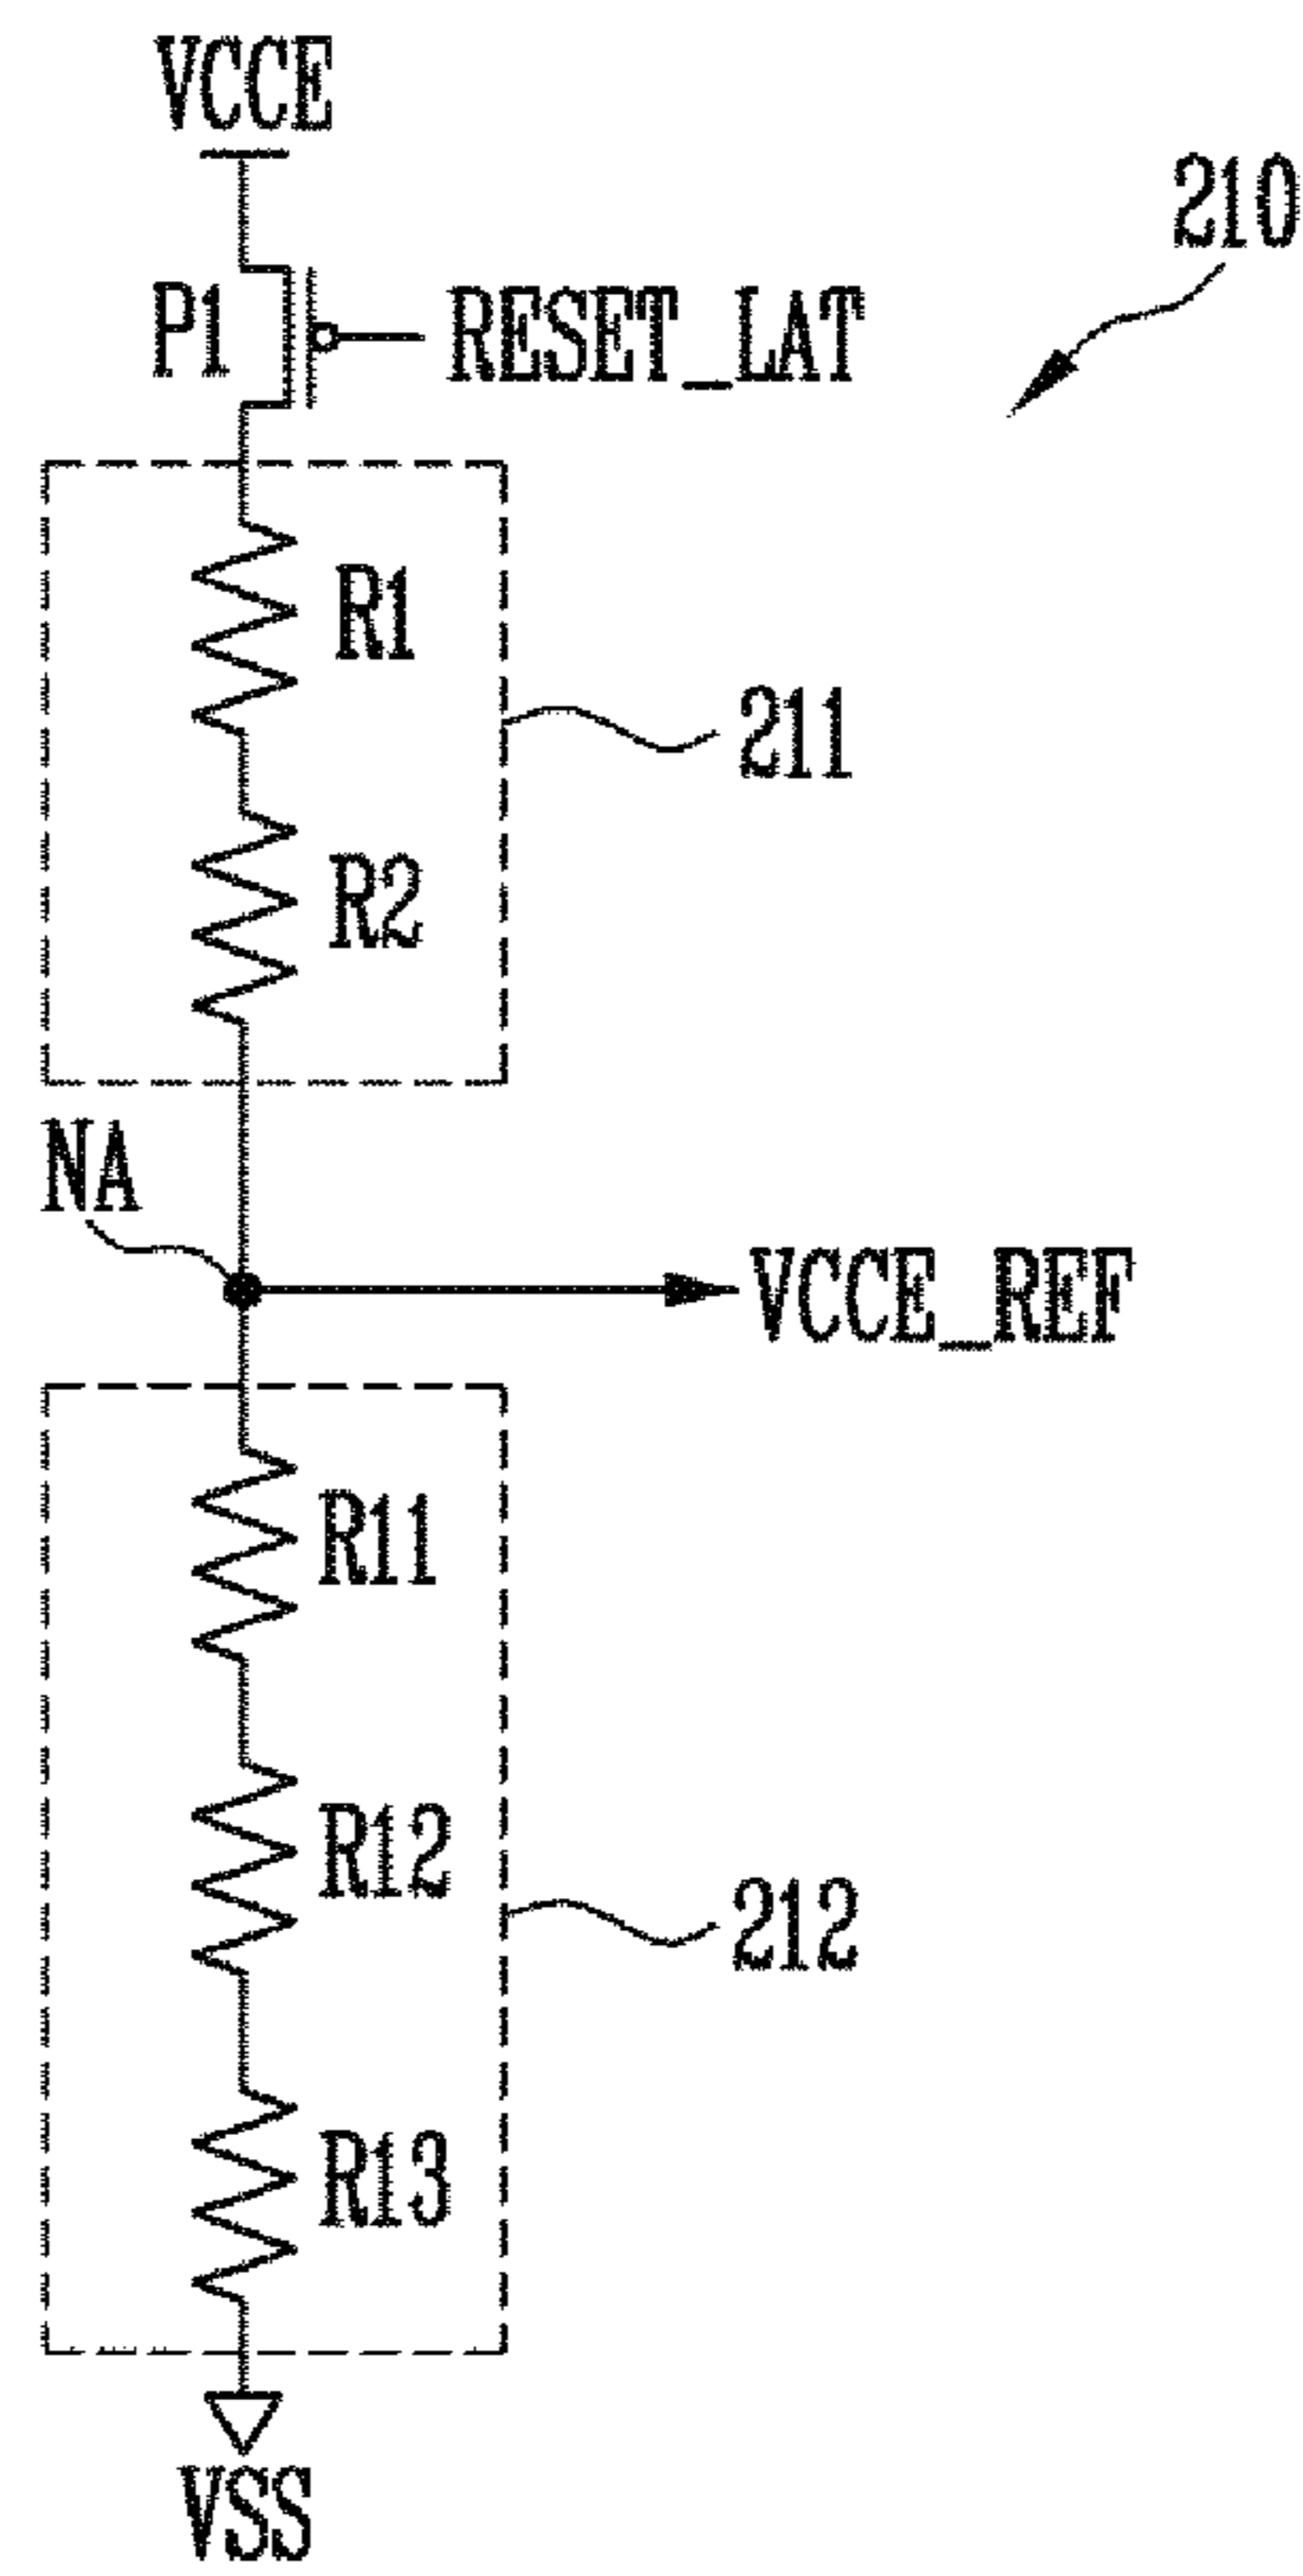 VCCE
210
P1
RESET_LAT
R1
211
R2
NA
VCCE_REF
R11
R12
212
R13
VSS